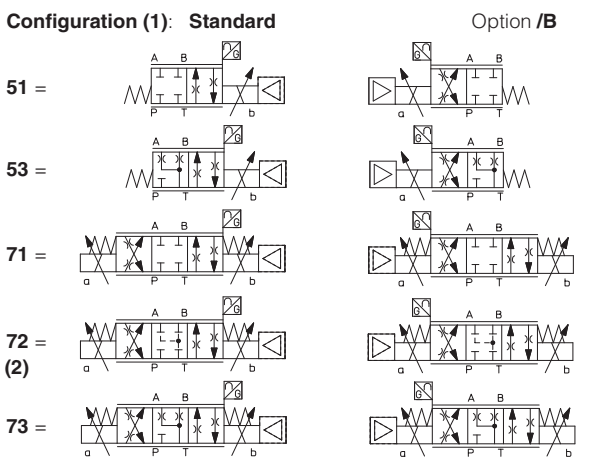 Configuration (1): Standard Option /B
51 =
A B G P T b
G A B a P T
53 =
A B G P T b
G A B a P T
71 =
A B G a P T b
G A B a P T b
72 =
(2)
A B G a P T b
G A B a P T b
73 =
A B G a P T b
G A B a P T b